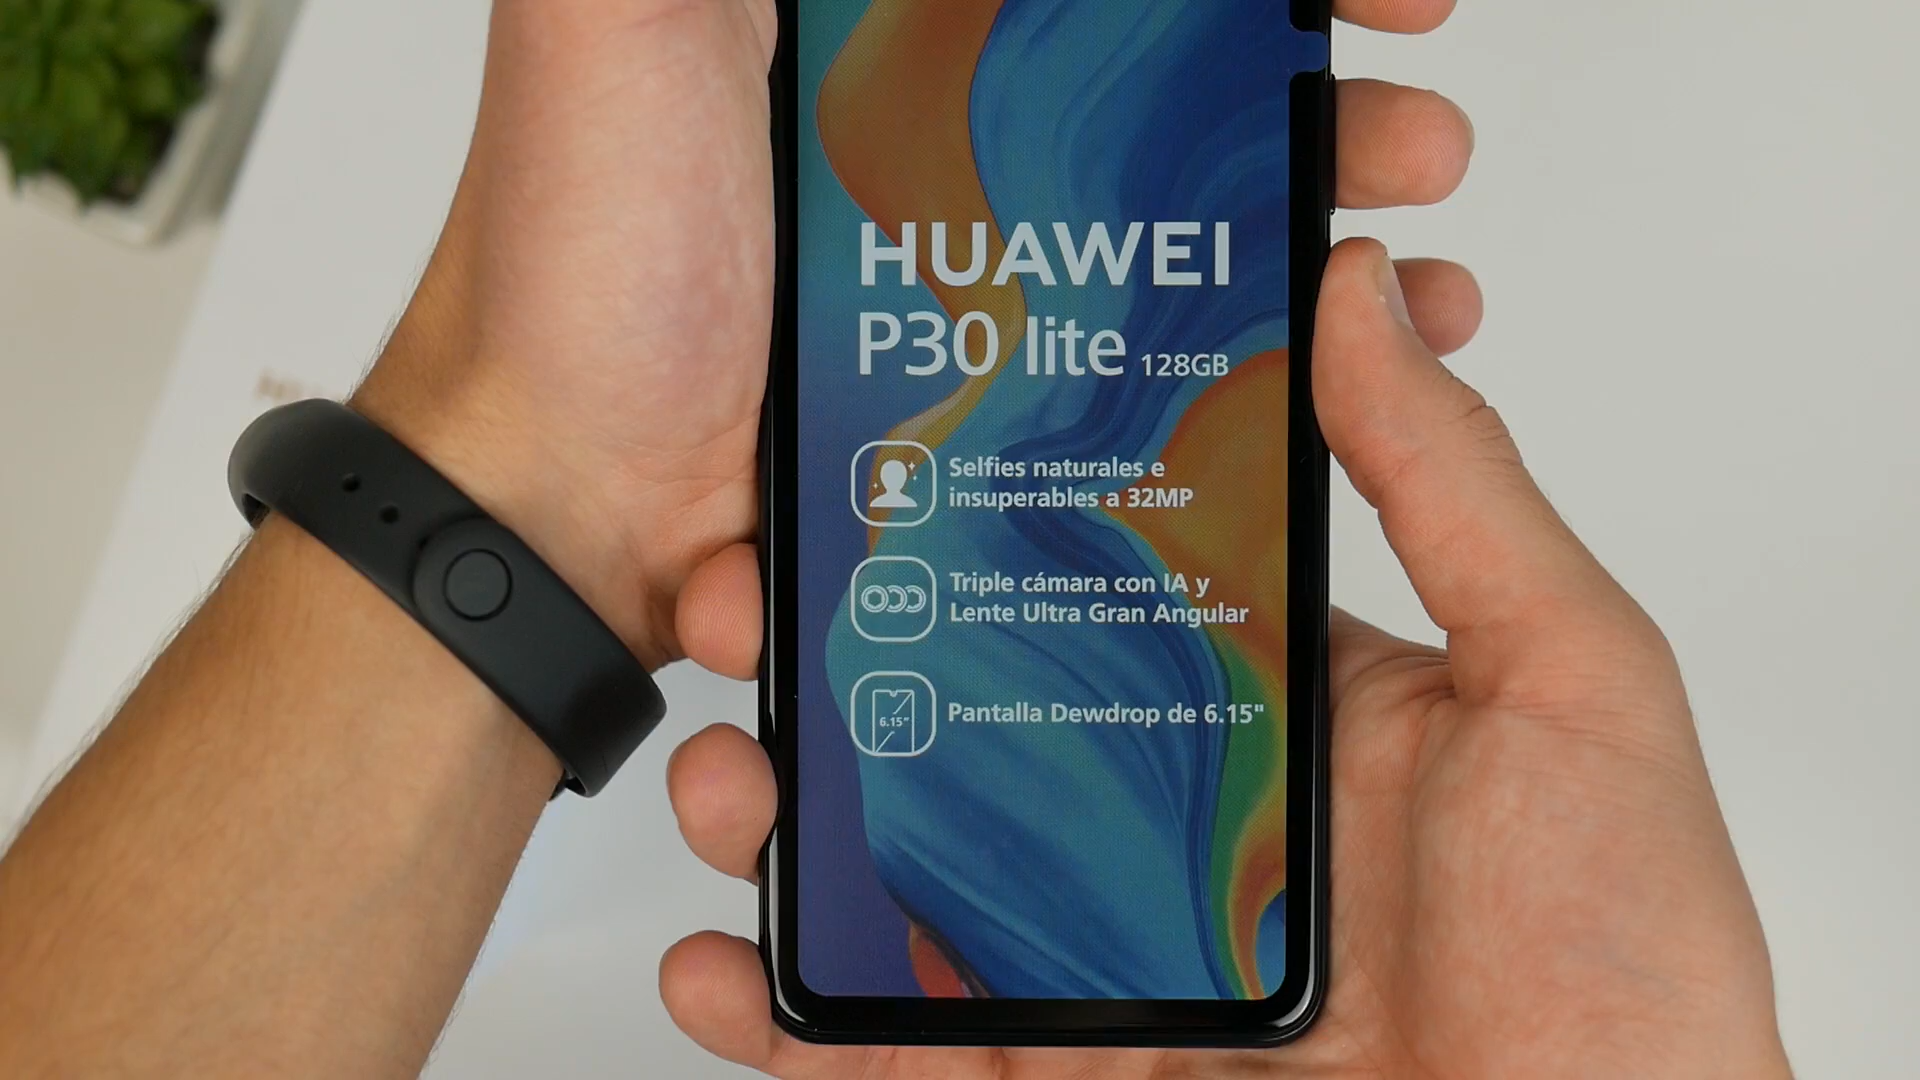 HUAWEI
P30 lite 128GB
Selfies naturales e
insuperables a 32MP
Triple cámara con IA y
Lente Ultra Gran Angular
6.15"
Pantalla Dewdrop de 6.15"